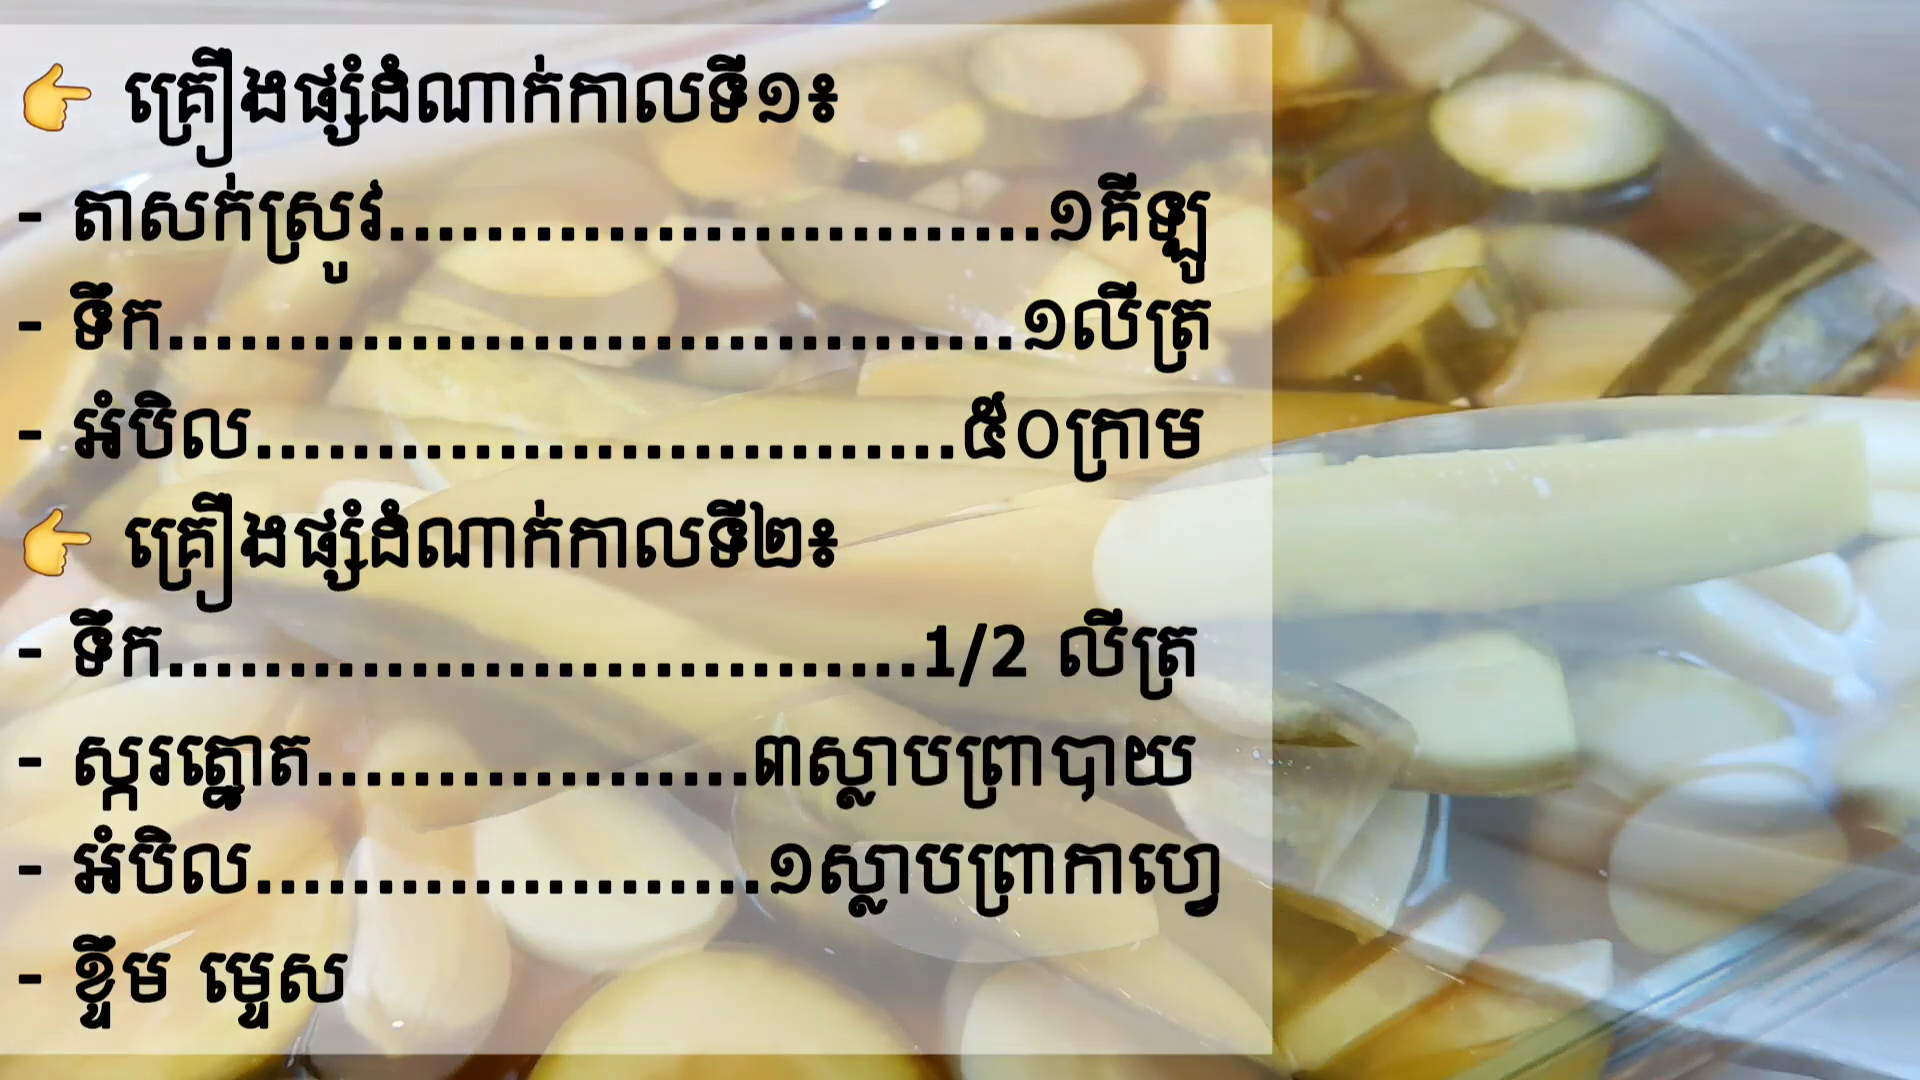 👉 គ្រឿងផ្សំដំណាក់កាលទី១៖
- តាសក់ស្រូវ...........................១គីឡូ
- ទឹក...................................១លីត្រ
- អំបិល.............................៥០ក្រាម
👉 គ្រឿងផ្សំដំណាក់កាលទី២៖
- ទឹក...............................1/2 លីត្រ
- ស្ករត្នោត..................៣ស្លាបព្រាបាយ
- អំបិល.....................១ស្លាបព្រាកាហ្វេ
- ខ្ទឹម ម្ទេស